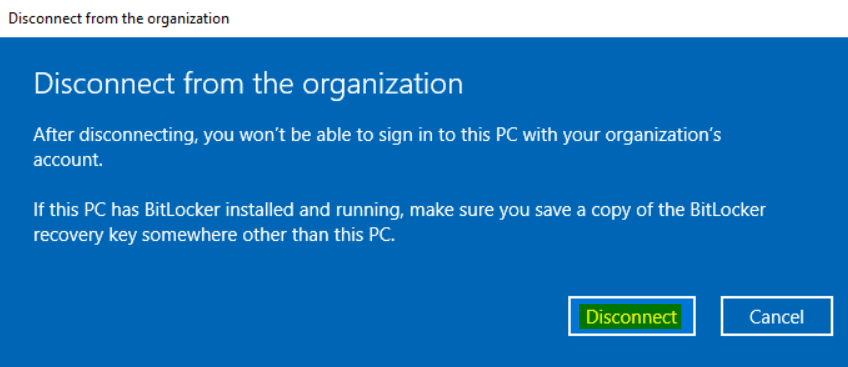 Disconnect from the organization
Disconnect from the organization
After disconnecting, you won't be able to sign in to this PC with your organization's
account.
If this PC has BitLocker installed and running, make sure you save a copy of the BitLocker
recovery key somewhere other than this PC.
Disconnect Cancel